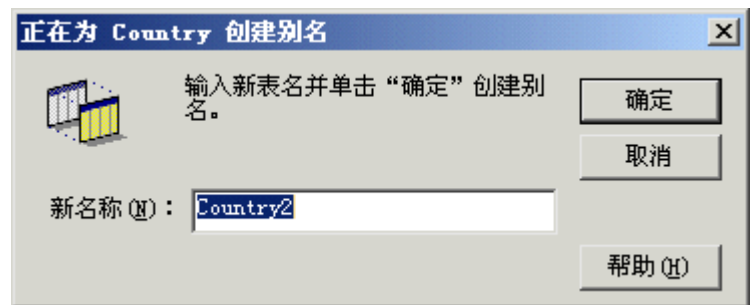 正在为 Country 创建别名
输入新表名并单击“确定”创建别
名。
确定
取消
新名称(N)：
Country2
帮助(H)